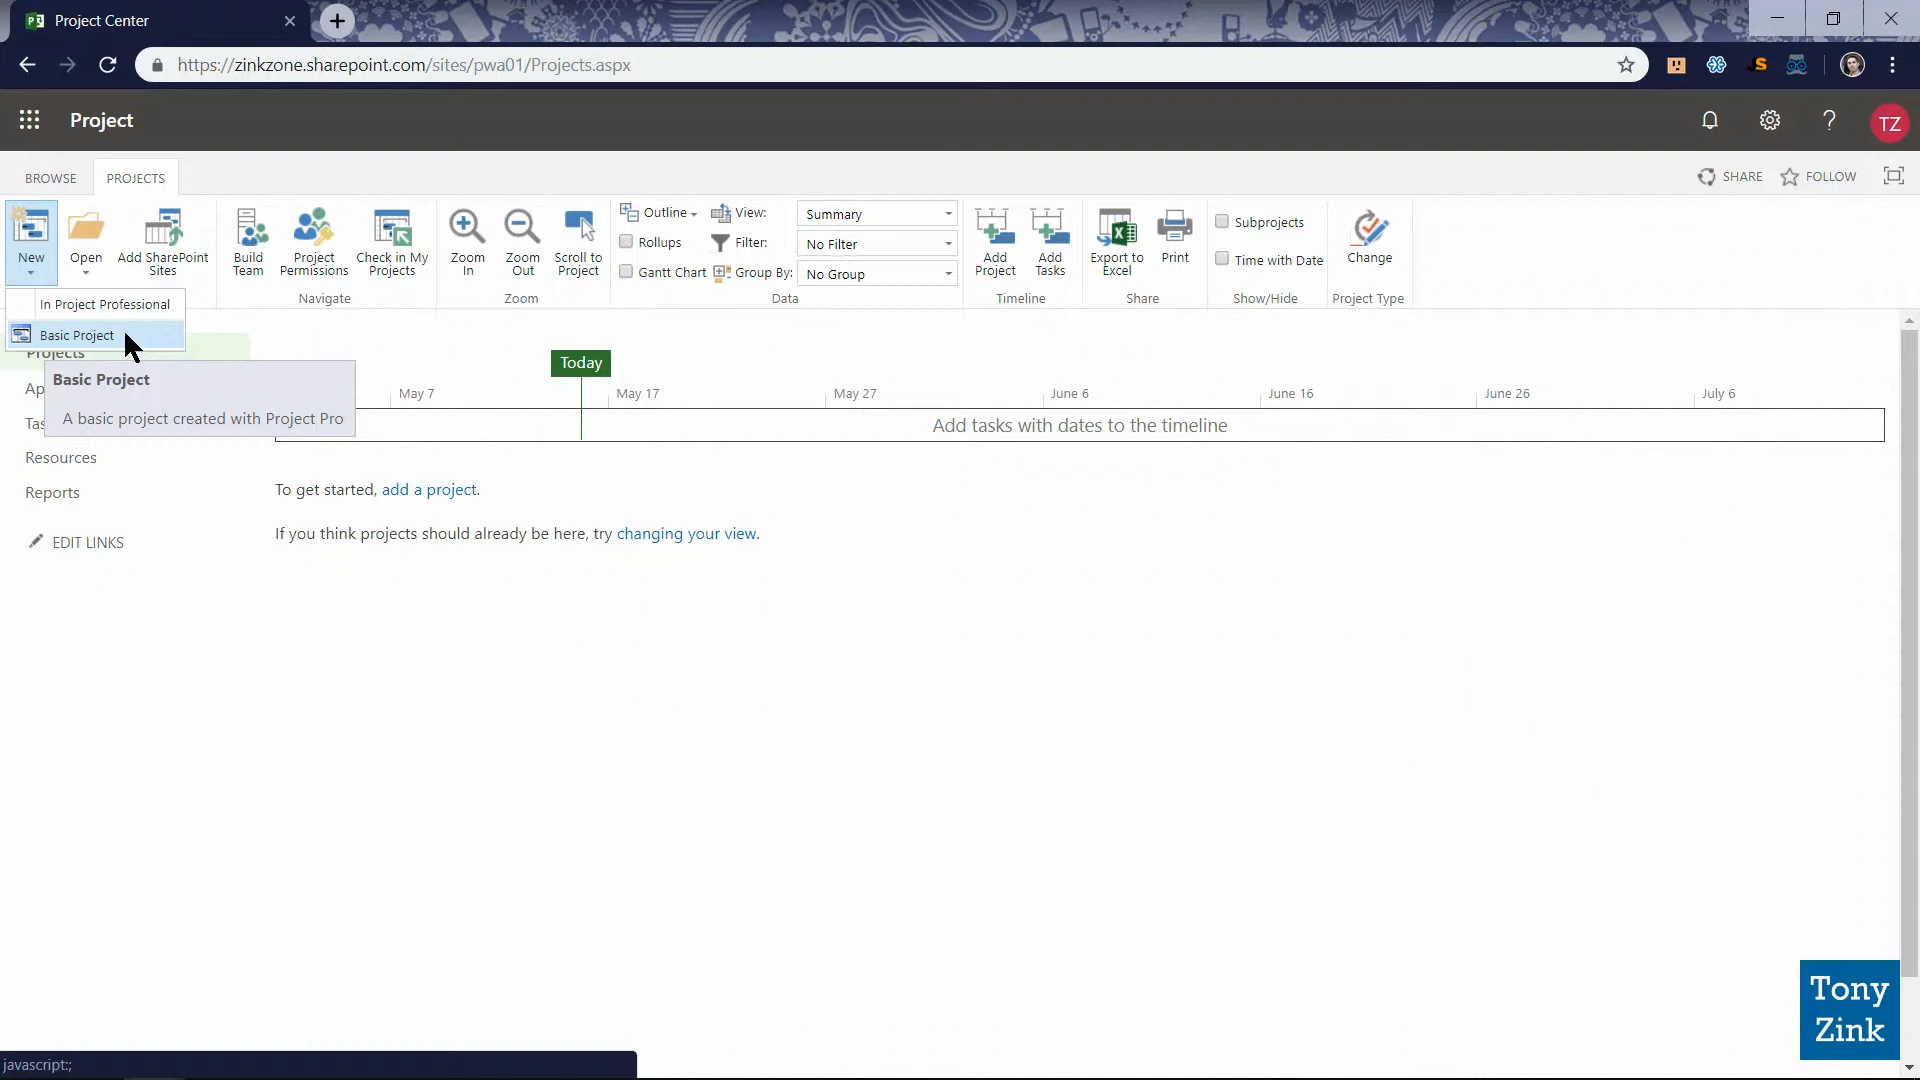 Project Center
https://zinkzone.sharepoint.com/sites/pwa01/Projects.aspx
Project
TZ
BROWSE
PROJECTS
SHARE
FOLLOW
New
Open
Add SharePoint
Sites
Build
Team
Project
Permissions
Check in My
Projects
Navigate
Zoom
In
Zoom
Out
Scroll to
Project
Zoom
Outline
Rollups
Gantt Chart
View:
Summary
Filter:
No Filter
Group By:
No Group
Data
Add
Project
Add
Tasks
Timeline
Export to
Excel
Print
Share
Subprojects
Time with Date
Show/Hide
Change
Project Type
In Project Professional
Basic Project
Projects
Basic Project
A basic project created with Project Pro
Ap
Tas
Resources
Reports
EDIT LINKS
Today
May 7
May 17
May 27
June 6
June 16
June 26
July 6
Add tasks with dates to the timeline
To get started, add a project.
If you think projects should already be here, try changing your view.
Tony
Zink
javascript:;